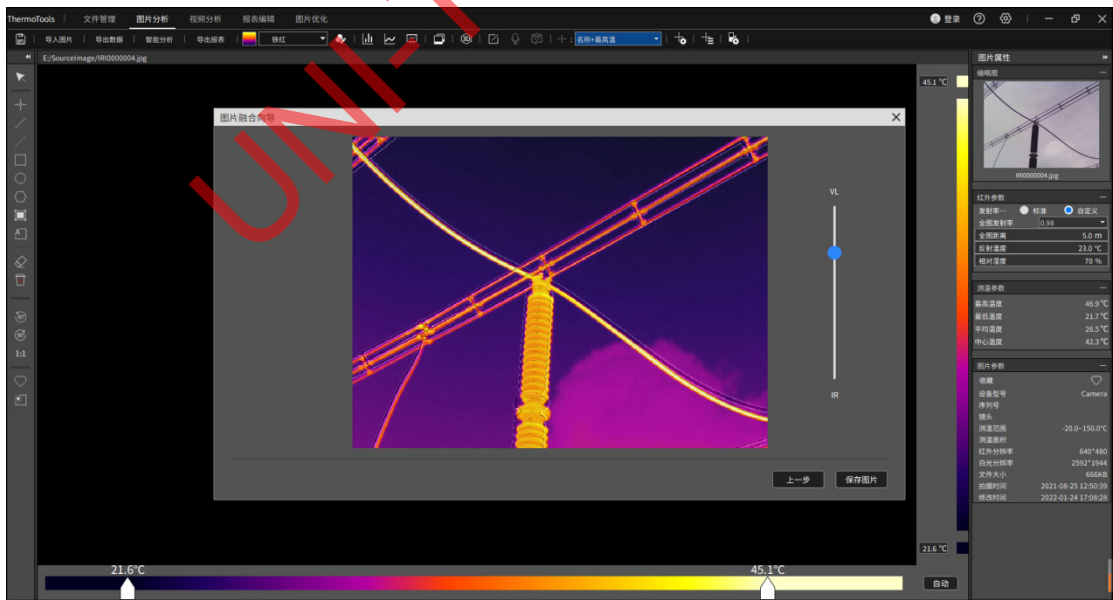 ThermoTools 文件管理 图片分析 视频分析 报表编辑 图片优化 登录
导入图片 导出数据 智能分析 导出报表 铁红 3D 名称+最高温
E:/SourceImage/IRI0000004.jpg
图片属性
缩略图
IRI0000004.jpg
45.1 ℃
图片融合向导
UNI-T
VL
IR
上一步 保存图片
A
90°
1:1
红外参数
发射率… 标准 自定义
全图发射率 0.98
全图距离 5.0 m
反射温度 23.0 ℃
相对湿度 70 %
测温参数
最高温度 46.9℃
最低温度 21.7℃
平均温度 26.5℃
中心温度 42.3℃
图片参数
收藏
设备型号 Camera
序列号
镜头
测温范围 -20.0~150.0℃
测温面积
红外分辨率 640*480
白光分辨率 2592*1944
文件大小 666KB
拍摄时间 2021-08-25 12:50:39
修改时间 2022-01-24 17:08:28
21.6 ℃
21.6℃ 45.1℃
自动